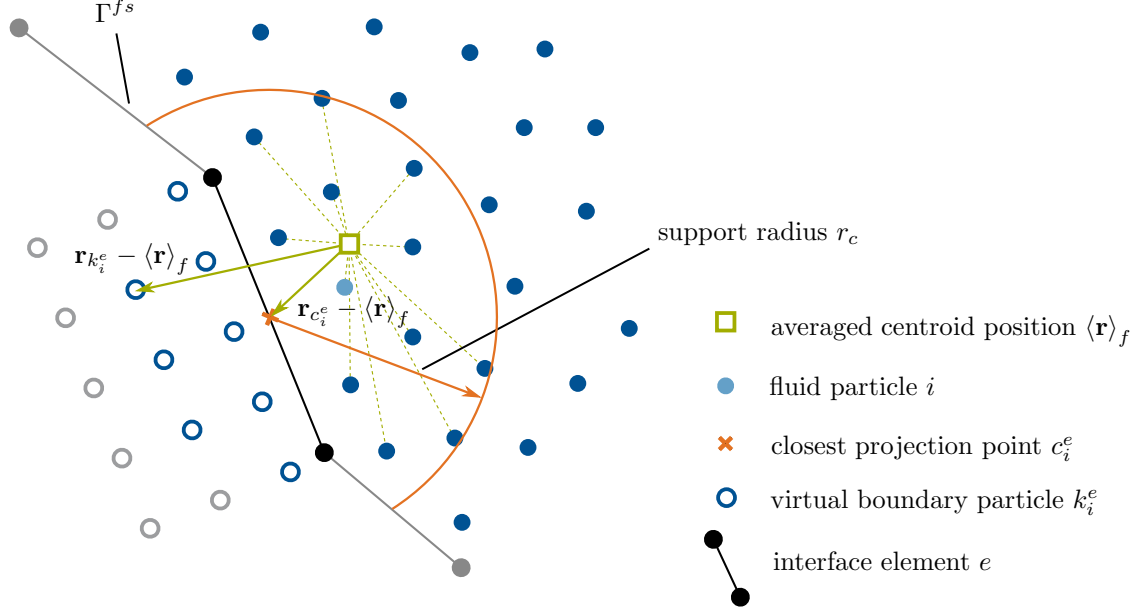 Γ^{fs}
support radius r_c
r_{k_i^e} − ⟨r⟩_f
r_{c_i^e} − ⟨r⟩_f
averaged centroid position ⟨r⟩_f
fluid particle i
closest projection point c_i^e
virtual boundary particle k_i^e
interface element e